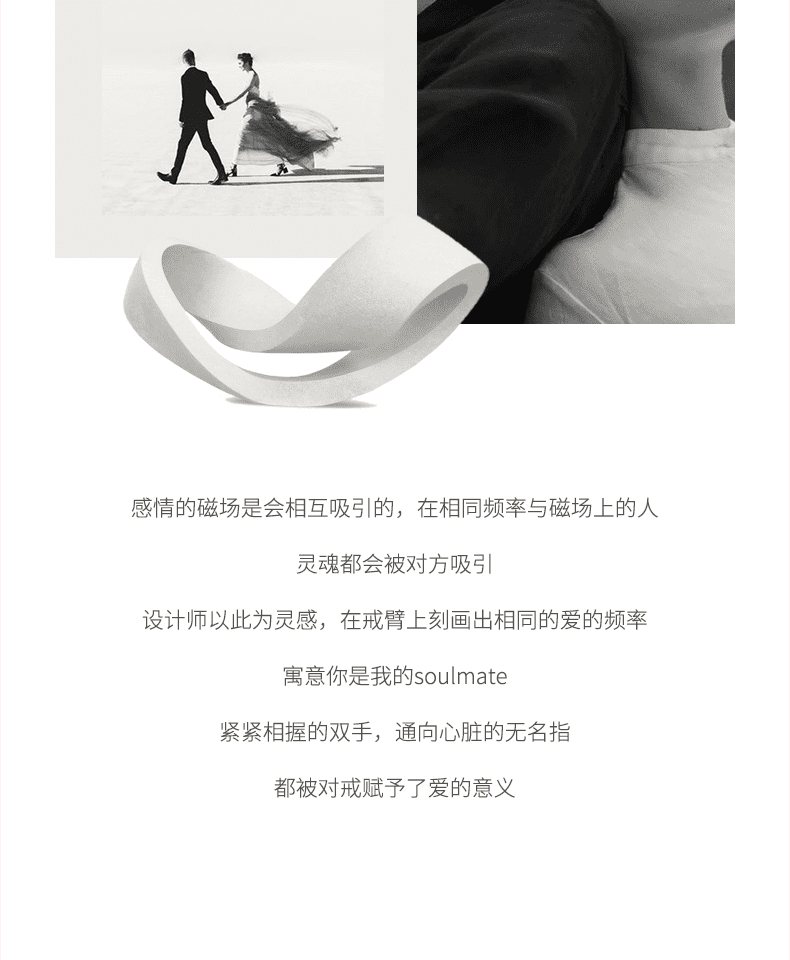 感情的磁场是会相互吸引的，在相同频率与磁场上的人
灵魂都会被对方吸引
设计师以此为灵感，在戒臂上刻画出相同的爱的频率
寓意你是我的soulmate
紧紧相握的双手，通向心脏的无名指
都被对戒赋予了爱的意义